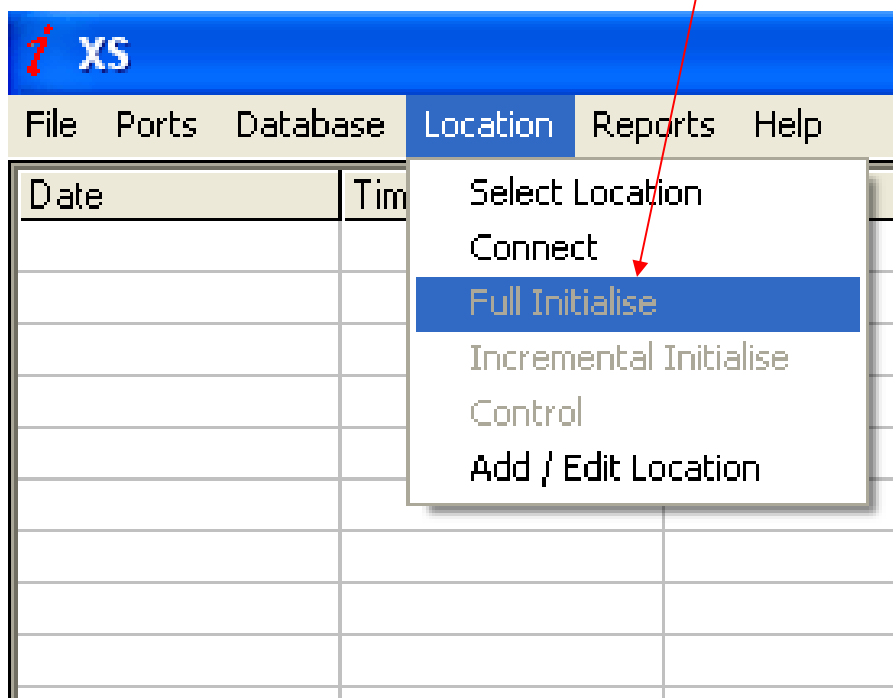 XS
File Ports Database Location Reports Help
Date Tim
Select Location
Connect
Full Initialise
Incremental Initialise
Control
Add / Edit Location